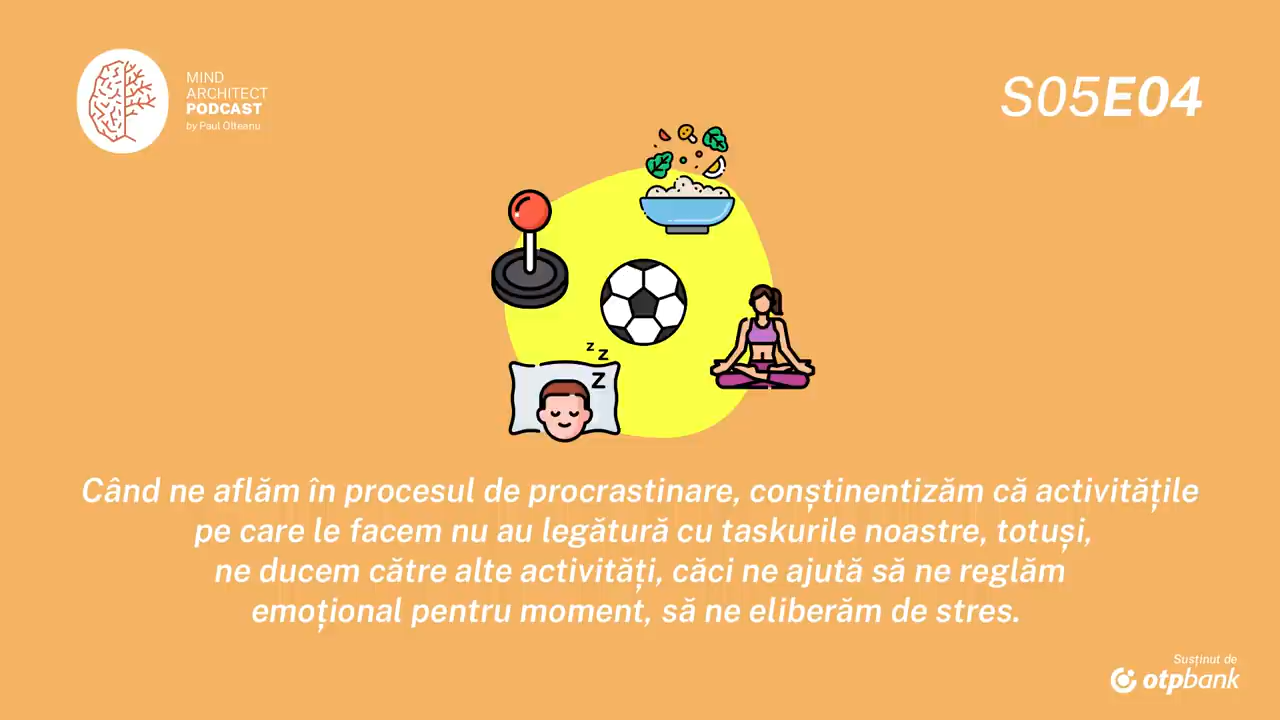 MIND
ARCHITECT
PODCAST
by Paul Olteanu
S05E04
z
z
Z
Când ne aflăm în procesul de procrastinare, conștinentizăm că activitățile
pe care le facem nu au legătură cu taskurile noastre, totuși,
ne ducem către alte activități, căci ne ajută să ne reglăm
emoțional pentru moment, să ne eliberăm de stres.
Susținut de
otpbank